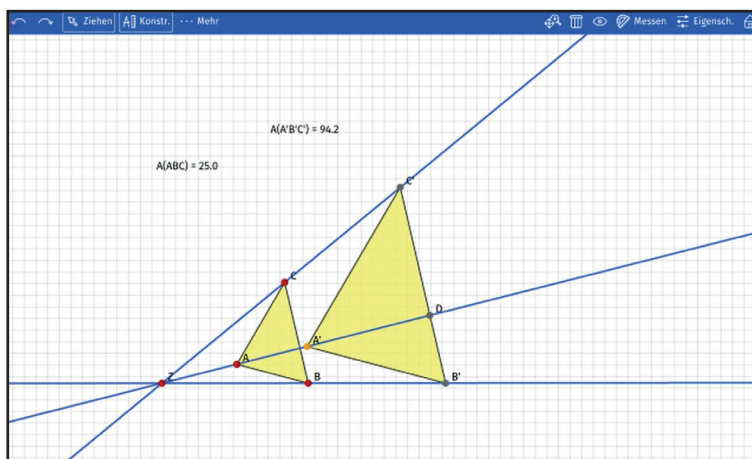 Ziehen Konstr. ··· Mehr Messen Eigensch.
A(A'B'C') = 94.2
A(ABC) = 25.0
C'
C
D
A'
A
Z
B
B'